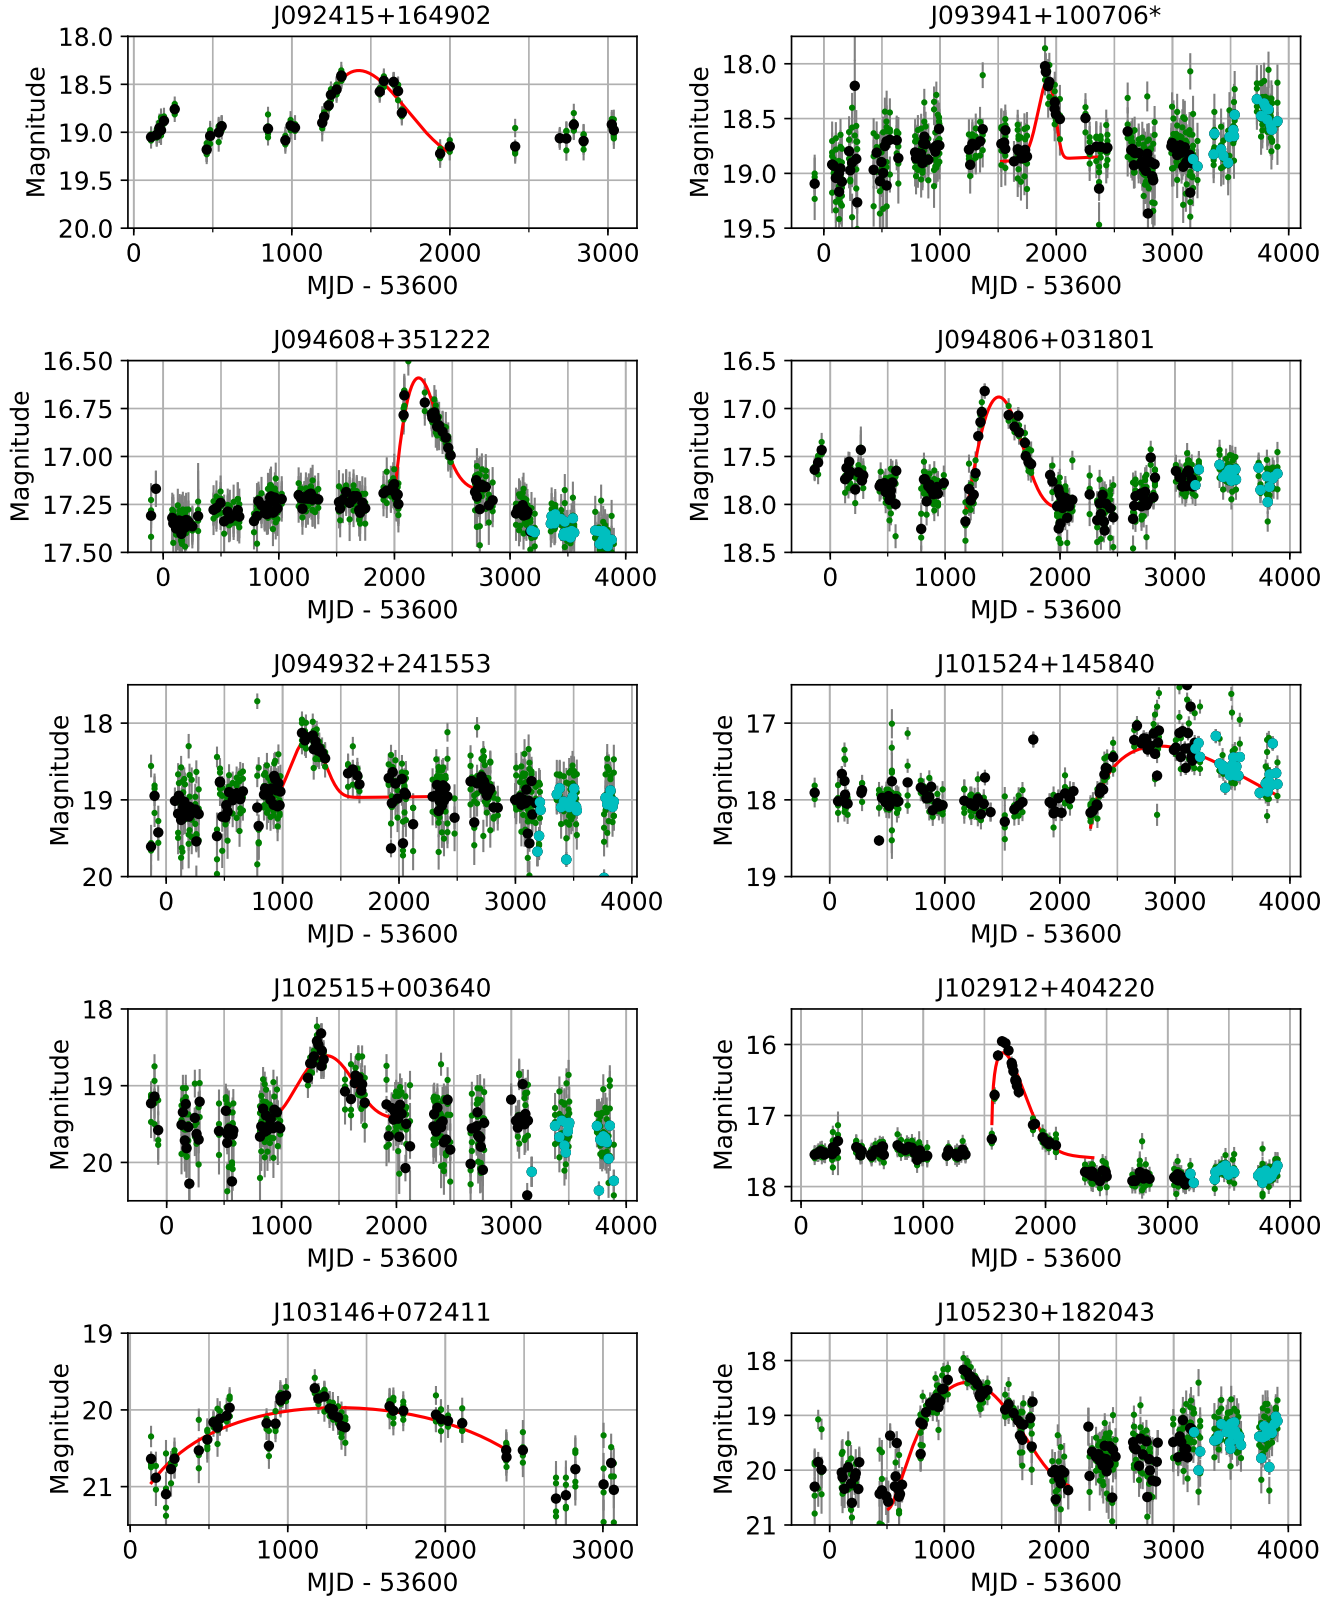 J092415+164902
18.0
18.5
19.0
19.5
20.0
Magnitude
0 1000 2000 3000
MJD - 53600
J093941+100706*
18.0
18.5
19.0
19.5
Magnitude
0 1000 2000 3000 4000
MJD - 53600
J094608+351222
16.50
16.75
17.00
17.25
17.50
Magnitude
0 1000 2000 3000 4000
MJD - 53600
J094806+031801
16.5
17.0
17.5
18.0
18.5
Magnitude
0 1000 2000 3000 4000
MJD - 53600
J094932+241553
18
19
20
Magnitude
0 1000 2000 3000 4000
MJD - 53600
J101524+145840
17
18
19
Magnitude
0 1000 2000 3000 4000
MJD - 53600
J102515+003640
18
19
20
Magnitude
0 1000 2000 3000 4000
MJD - 53600
J102912+404220
16
17
18
Magnitude
0 1000 2000 3000 4000
MJD - 53600
J103146+072411
19
20
21
Magnitude
0 1000 2000 3000
MJD - 53600
J105230+182043
18
19
20
21
Magnitude
0 1000 2000 3000 4000
MJD - 53600